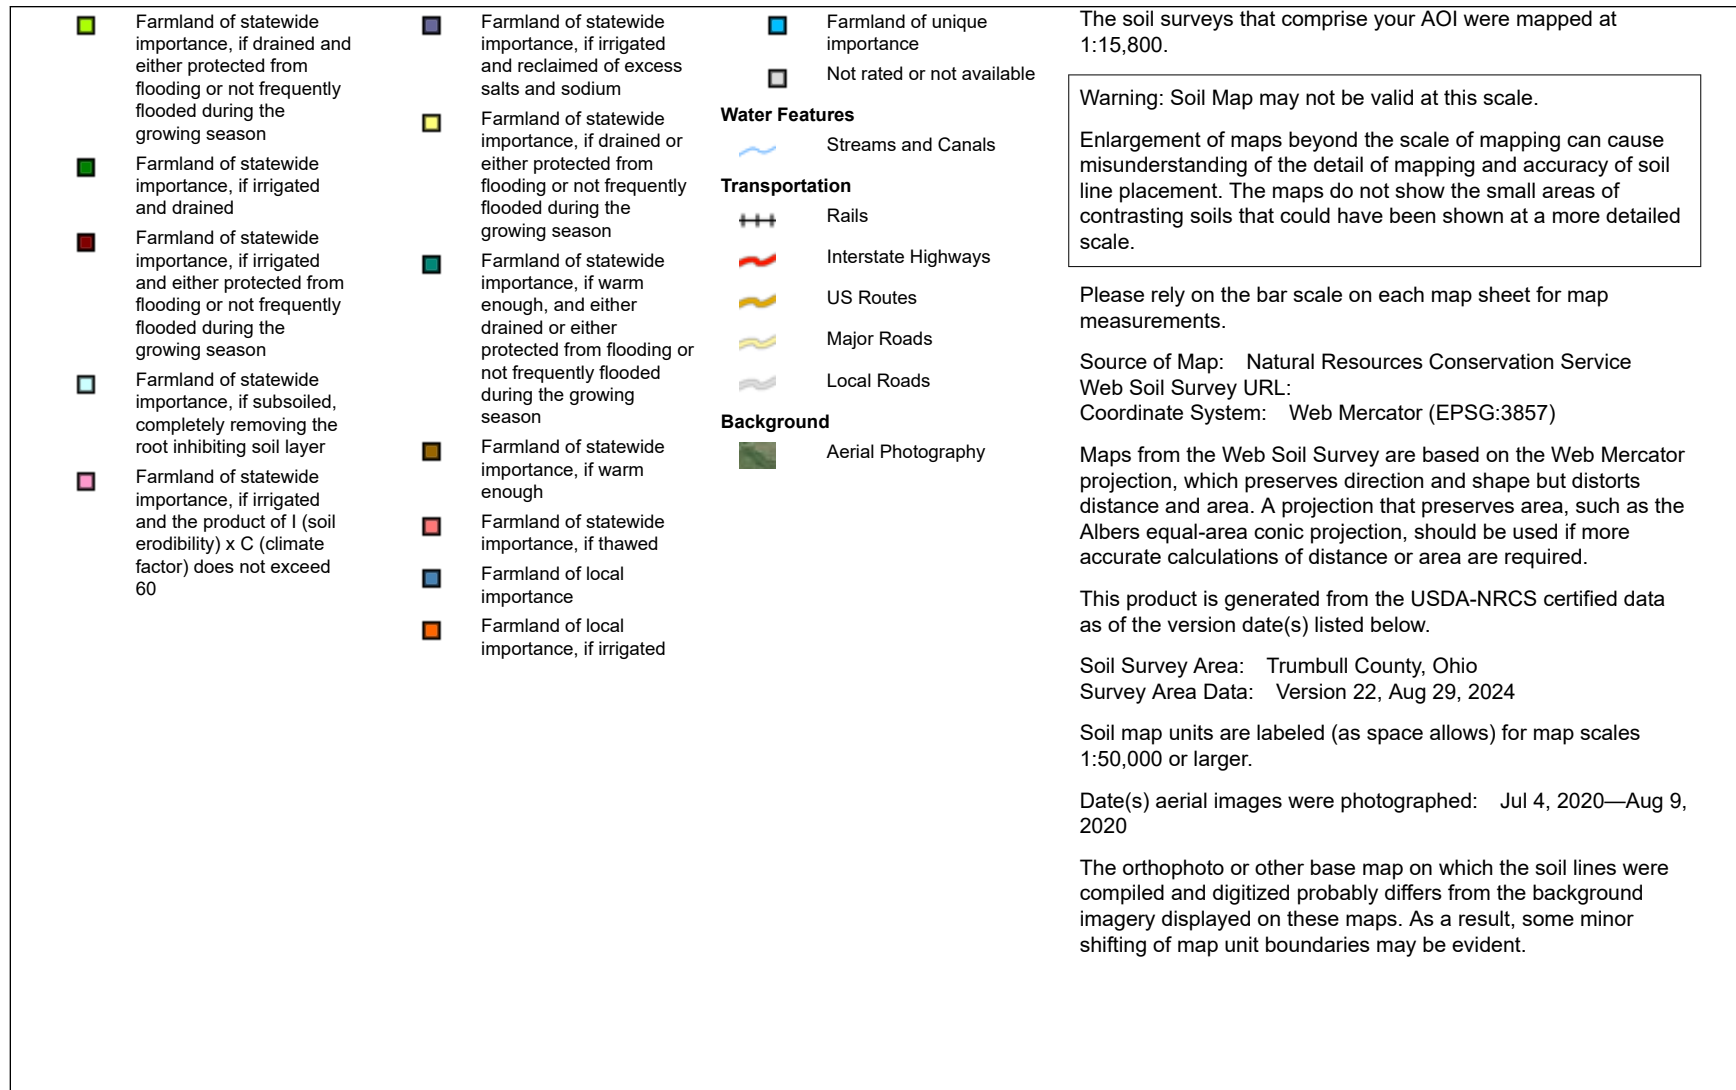 Farmland of statewide
importance, if drained and
either protected from
flooding or not frequently
flooded during the
growing season
Farmland of statewide
importance, if irrigated
and drained
Farmland of statewide
importance, if irrigated
and either protected from
flooding or not frequently
flooded during the
growing season
Farmland of statewide
importance, if subsoiled,
completely removing the
root inhibiting soil layer
Farmland of statewide
importance, if irrigated
and the product of I (soil
erodibility) x C (climate
factor) does not exceed
60
Farmland of statewide
importance, if irrigated
and reclaimed of excess
salts and sodium
Farmland of statewide
importance, if drained or
either protected from
flooding or not frequently
flooded during the
growing season
Farmland of statewide
importance, if warm
enough, and either
drained or either
protected from flooding or
not frequently flooded
during the growing
season
Farmland of statewide
importance, if warm
enough
Farmland of statewide
importance, if thawed
Farmland of local
importance
Farmland of local
importance, if irrigated
Farmland of unique
importance
Not rated or not available
Water Features
Streams and Canals
Transportation
Rails
Interstate Highways
US Routes
Major Roads
Local Roads
Background
Aerial Photography
The soil surveys that comprise your AOI were mapped at
1:15,800.
Warning: Soil Map may not be valid at this scale.
Enlargement of maps beyond the scale of mapping can cause
misunderstanding of the detail of mapping and accuracy of soil
line placement. The maps do not show the small areas of
contrasting soils that could have been shown at a more detailed
scale.
Please rely on the bar scale on each map sheet for map
measurements.
Source of Map: Natural Resources Conservation Service
Web Soil Survey URL:
Coordinate System: Web Mercator (EPSG:3857)
Maps from the Web Soil Survey are based on the Web Mercator
projection, which preserves direction and shape but distorts
distance and area. A projection that preserves area, such as the
Albers equal-area conic projection, should be used if more
accurate calculations of distance or area are required.
This product is generated from the USDA-NRCS certified data
as of the version date(s) listed below.
Soil Survey Area: Trumbull County, Ohio
Survey Area Data: Version 22, Aug 29, 2024
Soil map units are labeled (as space allows) for map scales
1:50,000 or larger.
Date(s) aerial images were photographed: Jul 4, 2020—Aug 9,
2020
The orthophoto or other base map on which the soil lines were
compiled and digitized probably differs from the background
imagery displayed on these maps. As a result, some minor
shifting of map unit boundaries may be evident.